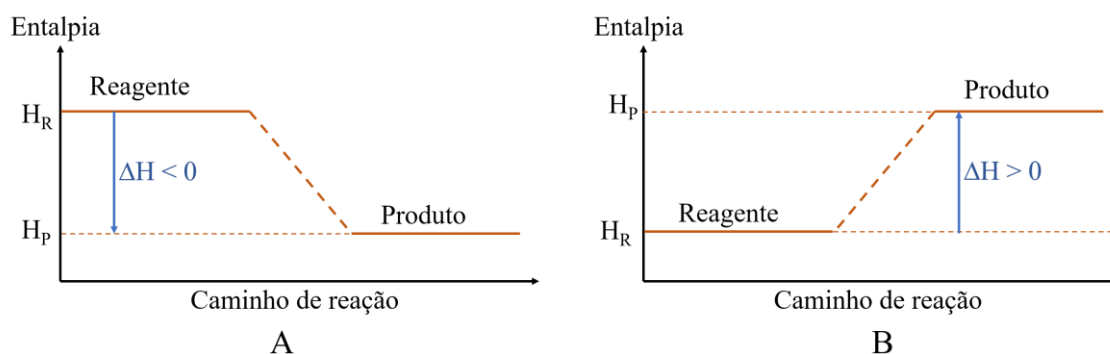 Entalpia
Reagente
H_R
ΔH < 0
Produto
H_P
Caminho de reação
A
Entalpia
Produto
H_P
ΔH > 0
Reagente
H_R
Caminho de reação
B